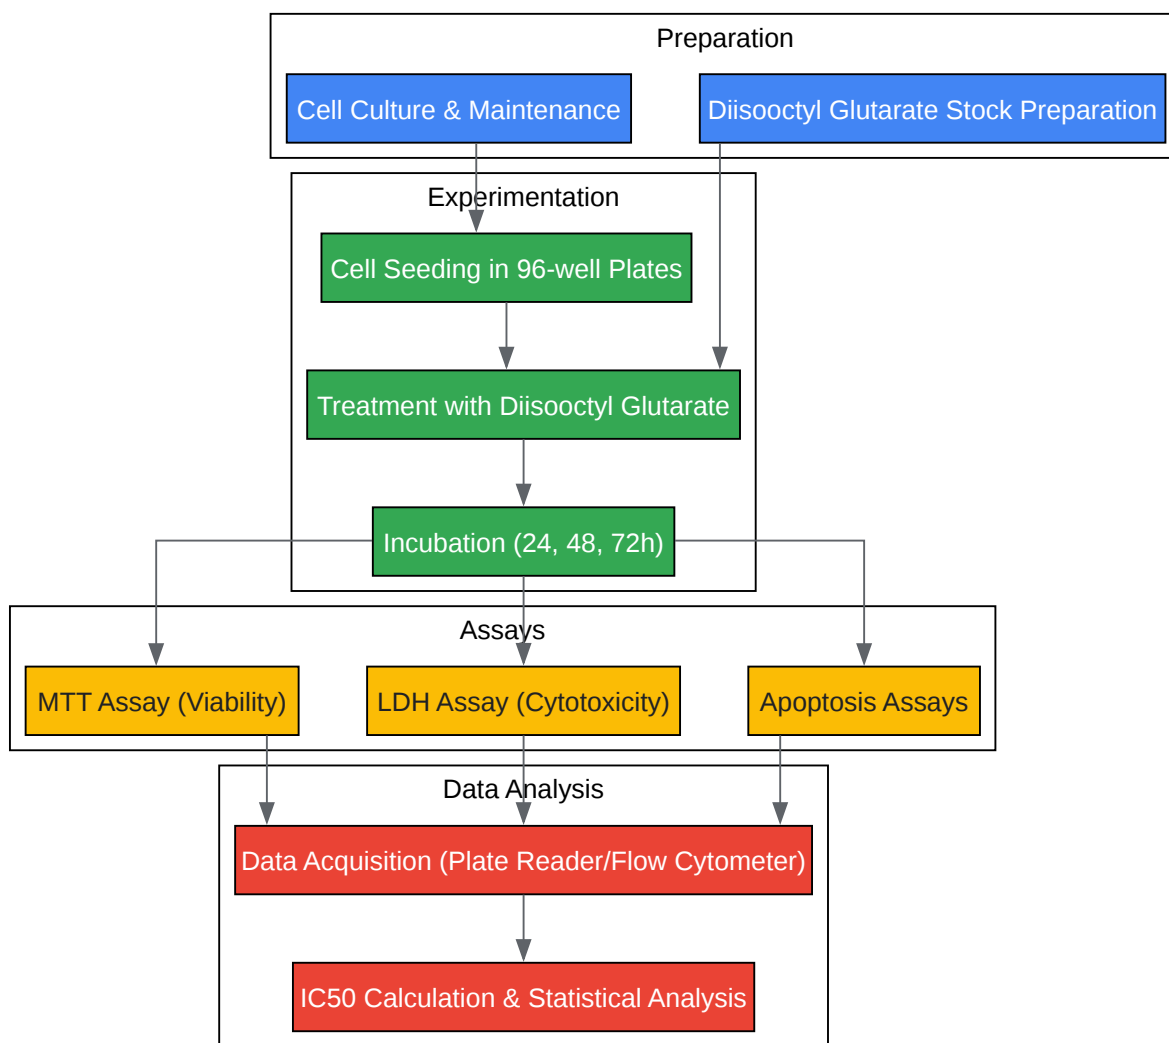 Preparation
Cell Culture & Maintenance
Diisooctyl Glutarate Stock Preparation
Experimentation
Cell Seeding in 96-well Plates
Treatment with Diisooctyl Glutarate
Incubation (24, 48, 72h)
Assays
MTT Assay (Viability)
LDH Assay (Cytotoxicity)
Apoptosis Assays
Data Analysis
Data Acquisition (Plate Reader/Flow Cytometer)
IC50 Calculation & Statistical Analysis